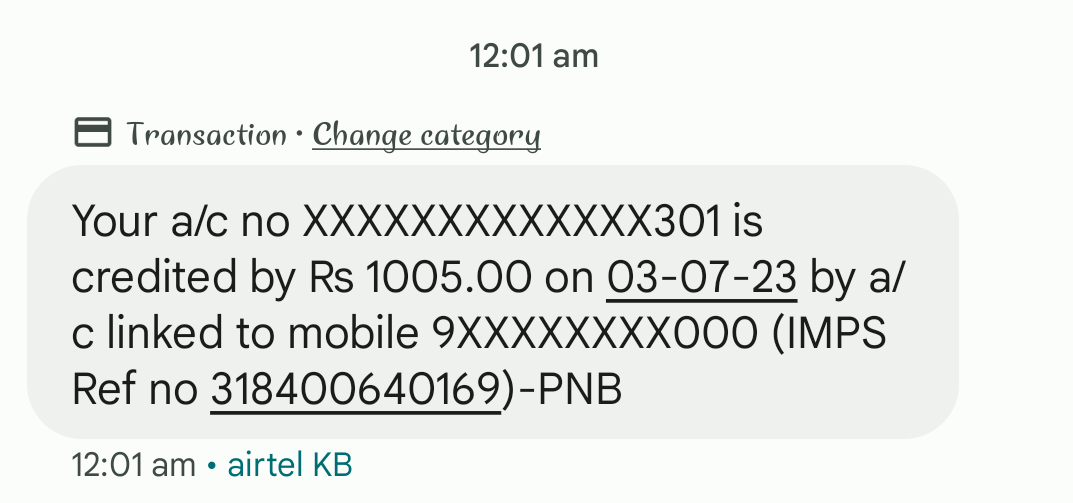 12:01 am
Transaction • Change category
Your a/c no XXXXXXXXXXXXX301 is
credited by Rs 1005.00 on 03-07-23 by a/
c linked to mobile 9XXXXXXXX000 (IMPS
Ref no 318400640169)-PNB
12:01 am • airtel KB